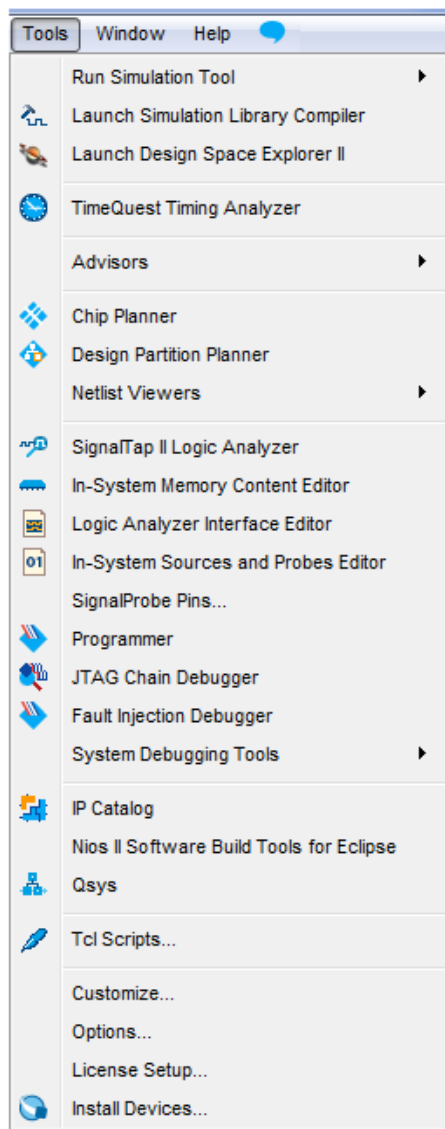 Tools Window Help
Run Simulation Tool
Launch Simulation Library Compiler
Launch Design Space Explorer II
TimeQuest Timing Analyzer
Advisors
Chip Planner
Design Partition Planner
Netlist Viewers
SignalTap II Logic Analyzer
In-System Memory Content Editor
Logic Analyzer Interface Editor
01 In-System Sources and Probes Editor
SignalProbe Pins...
Programmer
JTAG Chain Debugger
Fault Injection Debugger
System Debugging Tools
IP Catalog
Nios II Software Build Tools for Eclipse
Qsys
Tcl Scripts...
Customize...
Options...
License Setup...
Install Devices...